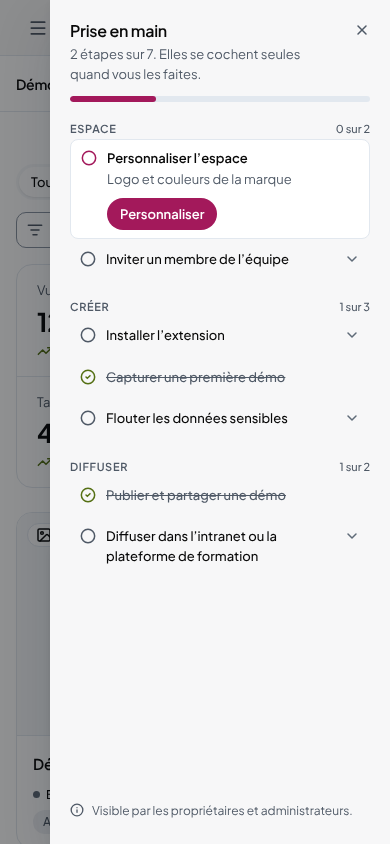 Prise en main
2 étapes sur 7. Elles se cochent seules
quand vous les faites.
ESPACE 0 sur 2
Personnaliser l'espace
Logo et couleurs de la marque
Personnaliser
Inviter un membre de l'équipe
CRÉER 1 sur 3
Installer l'extension
Capturer une première démo
Flouter les données sensibles
DIFFUSER 1 sur 2
Publier et partager une démo
Diffuser dans l'intranet ou la
plateforme de formation
Visible par les propriétaires et administrateurs.